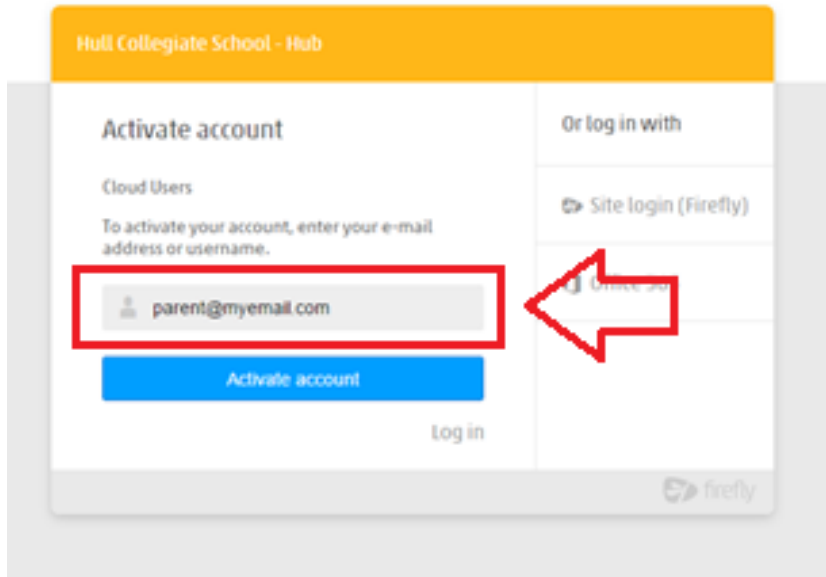 Hull Collegiate School - Hub
Activate account
Cloud Users
To activate your account, enter your e-mail
address or username.
parent@myemail.com
Activate account
Log in
Or log in with
Site login (Firefly)
Office
firefly